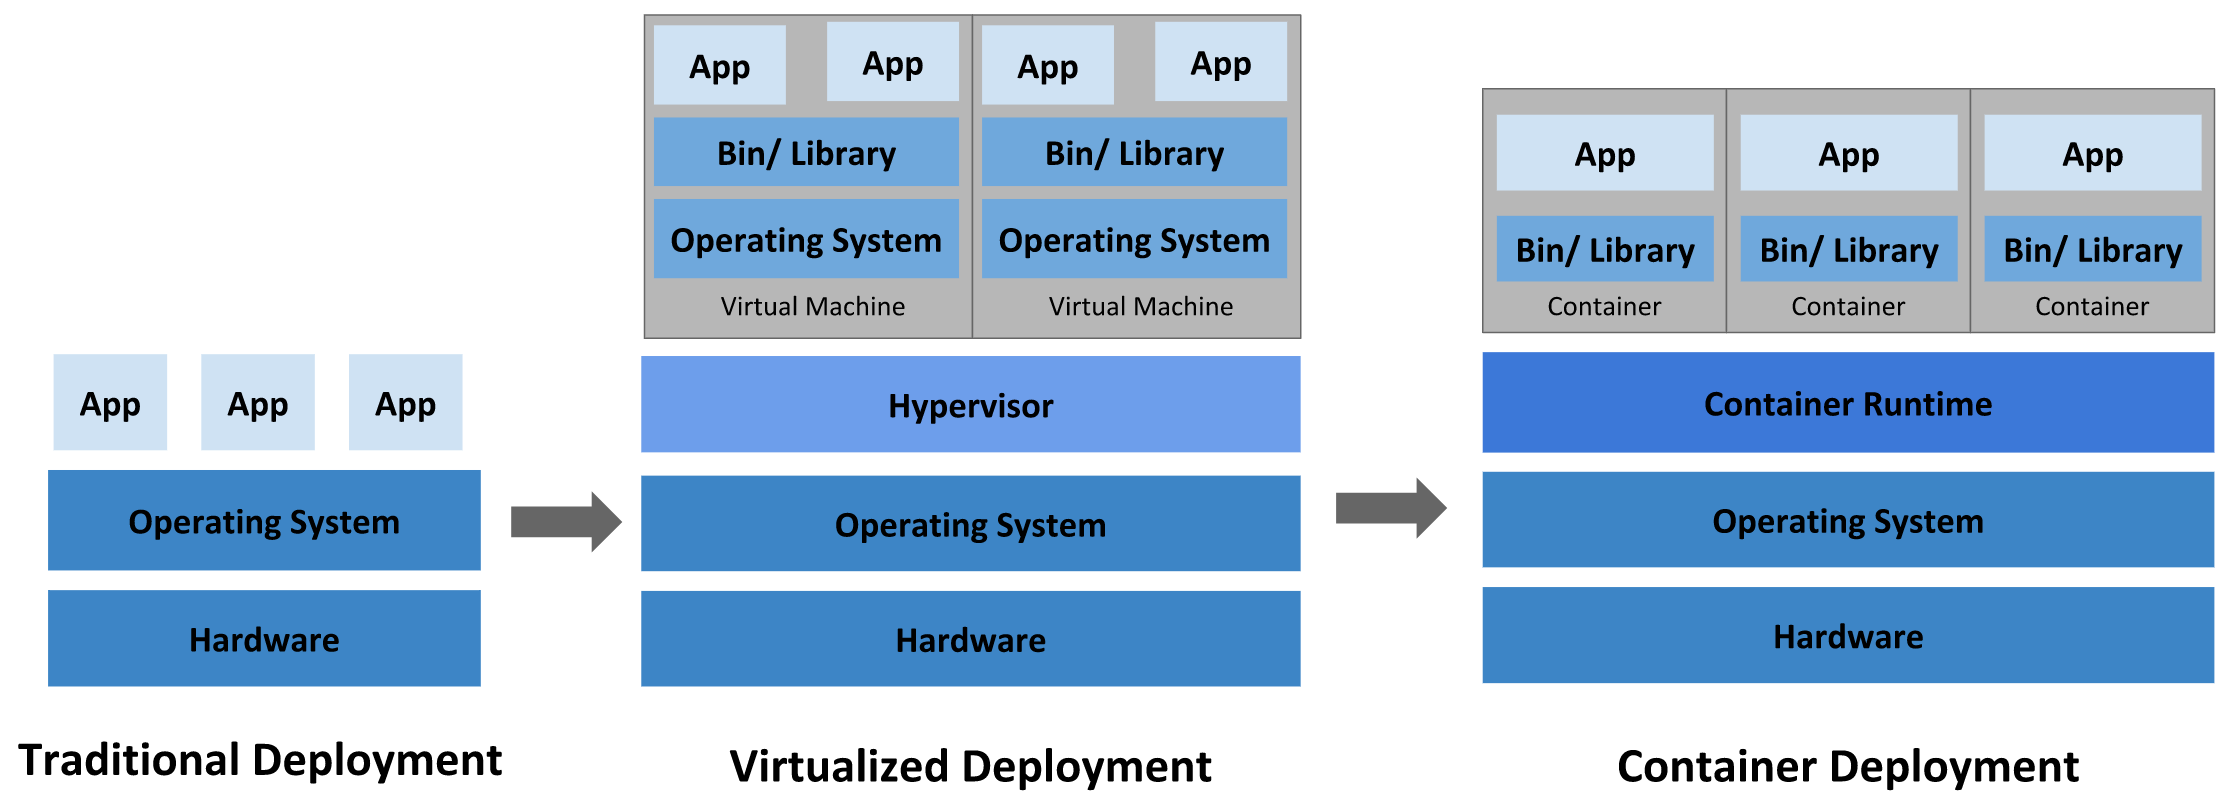 App
App
App
Operating System
Hardware
Traditional Deployment
App
App
App
App
Bin/ Library
Bin/ Library
Operating System
Operating System
Virtual Machine
Virtual Machine
Hypervisor
Operating System
Hardware
Virtualized Deployment
App
App
App
Bin/ Library
Bin/ Library
Bin/ Library
Container
Container
Container
Container Runtime
Operating System
Hardware
Container Deployment